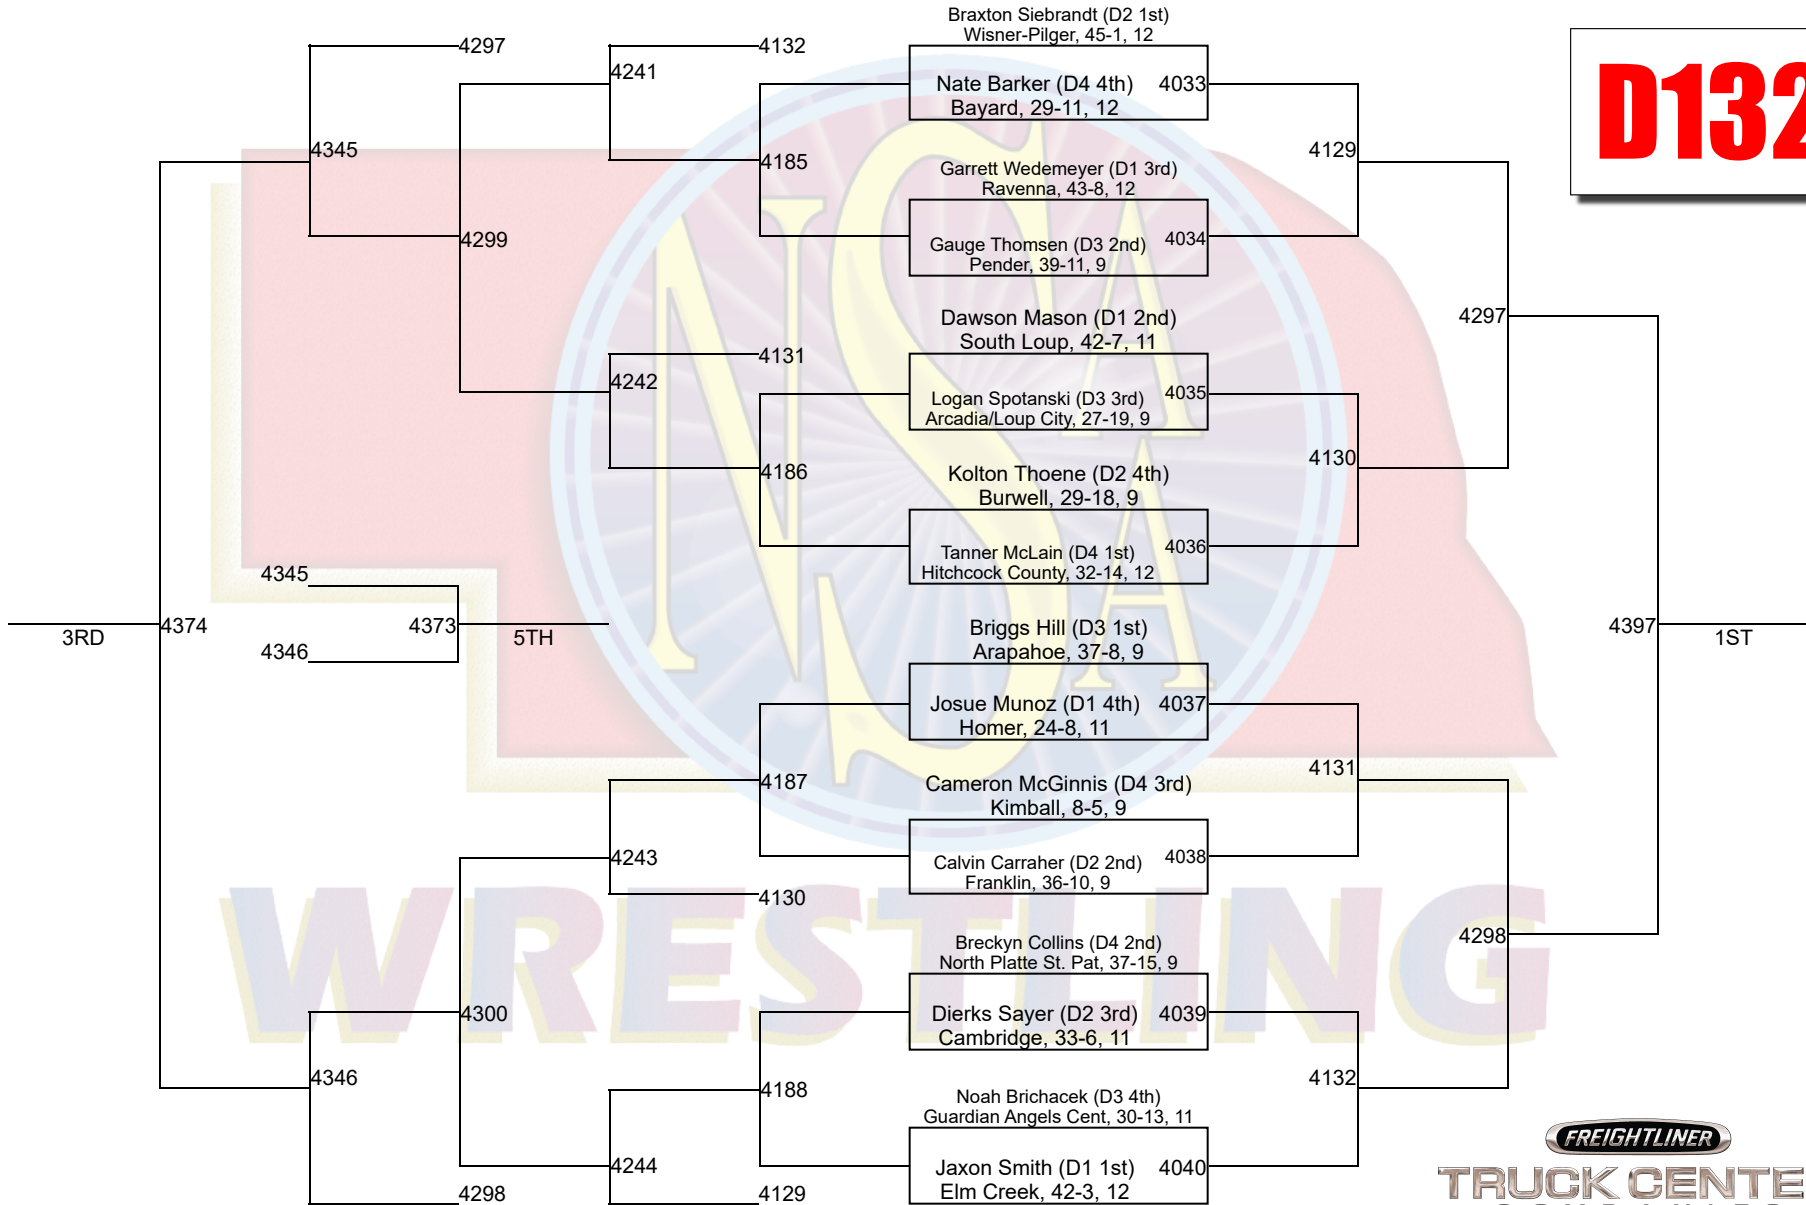 Braxton Siebrandt (D2 1st)
Wisner-Pilger, 45-1, 12
4297
4132
4241
Nate Barker (D4 4th)
4033
Bayard, 29-11, 12
D132
4345
4129
4185
Garrett Wedemeyer (D1 3rd)
Ravenna, 43-8, 12
4299
Gauge Thomsen (D3 2nd)
4034
Pender, 39-11, 9
Dawson Mason (D1 2nd)
South Loup, 42-7, 11
4297
4131
4242
Logan Spotanski (D3 3rd)
4035
Arcadia/Loup City, 27-19, 9
4186
Kolton Thoene (D2 4th)
Burwell, 29-18, 9
4130
Tanner McLain (D4 1st)
4036
Hitchcock County, 32-14, 12
4345
4374
3RD
4373
5TH
4346
Briggs Hill (D3 1st)
Arapahoe, 37-8, 9
4397
1ST
Josue Munoz (D1 4th)
4037
Homer, 24-8, 11
4187
Cameron McGinnis (D4 3rd)
Kimball, 8-5, 9
4131
4243
Calvin Carraher (D2 2nd)
4038
Franklin, 36-10, 9
4130
Breckyn Collins (D4 2nd)
North Platte St. Pat, 37-15, 9
4298
4300
Dierks Sayer (D2 3rd)
4039
Cambridge, 33-6, 11
4346
4188
Noah Brichacek (D3 4th)
Guardian Angels Cent, 30-13, 11
4132
4244
Jaxon Smith (D1 1st)
4040
Elm Creek, 42-3, 12
4298
4129
NSAA
WRESTLING
FREIGHTLINER
TRUCK CENTE